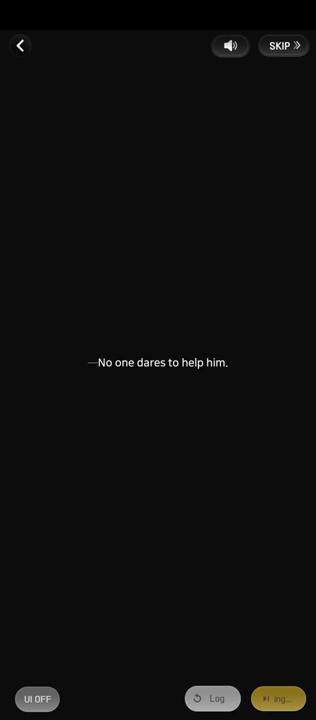 SKIP
—No one dares to help him.
UI OFF
Log
ing...